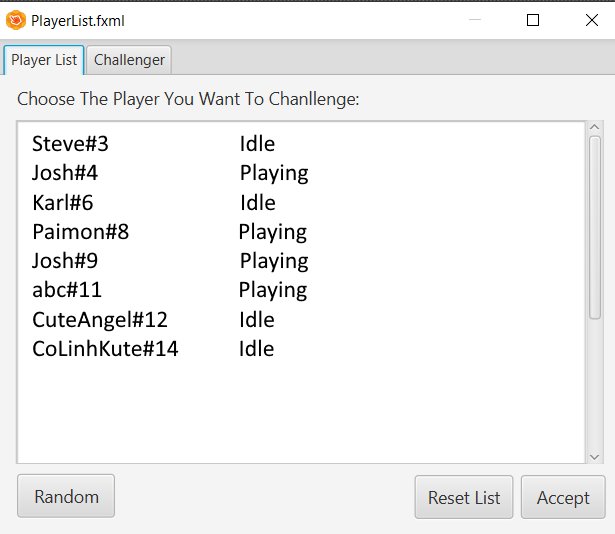 PlayerList.fxml
Player List Challenger
Choose The Player You Want To Chanllenge:
Steve#3 Idle
Josh#4 Playing
Karl#6 Idle
Paimon#8 Playing
Josh#9 Playing
abc#11 Playing
CuteAngel#12 Idle
CoLinhKute#14 Idle
Random Reset List Accept